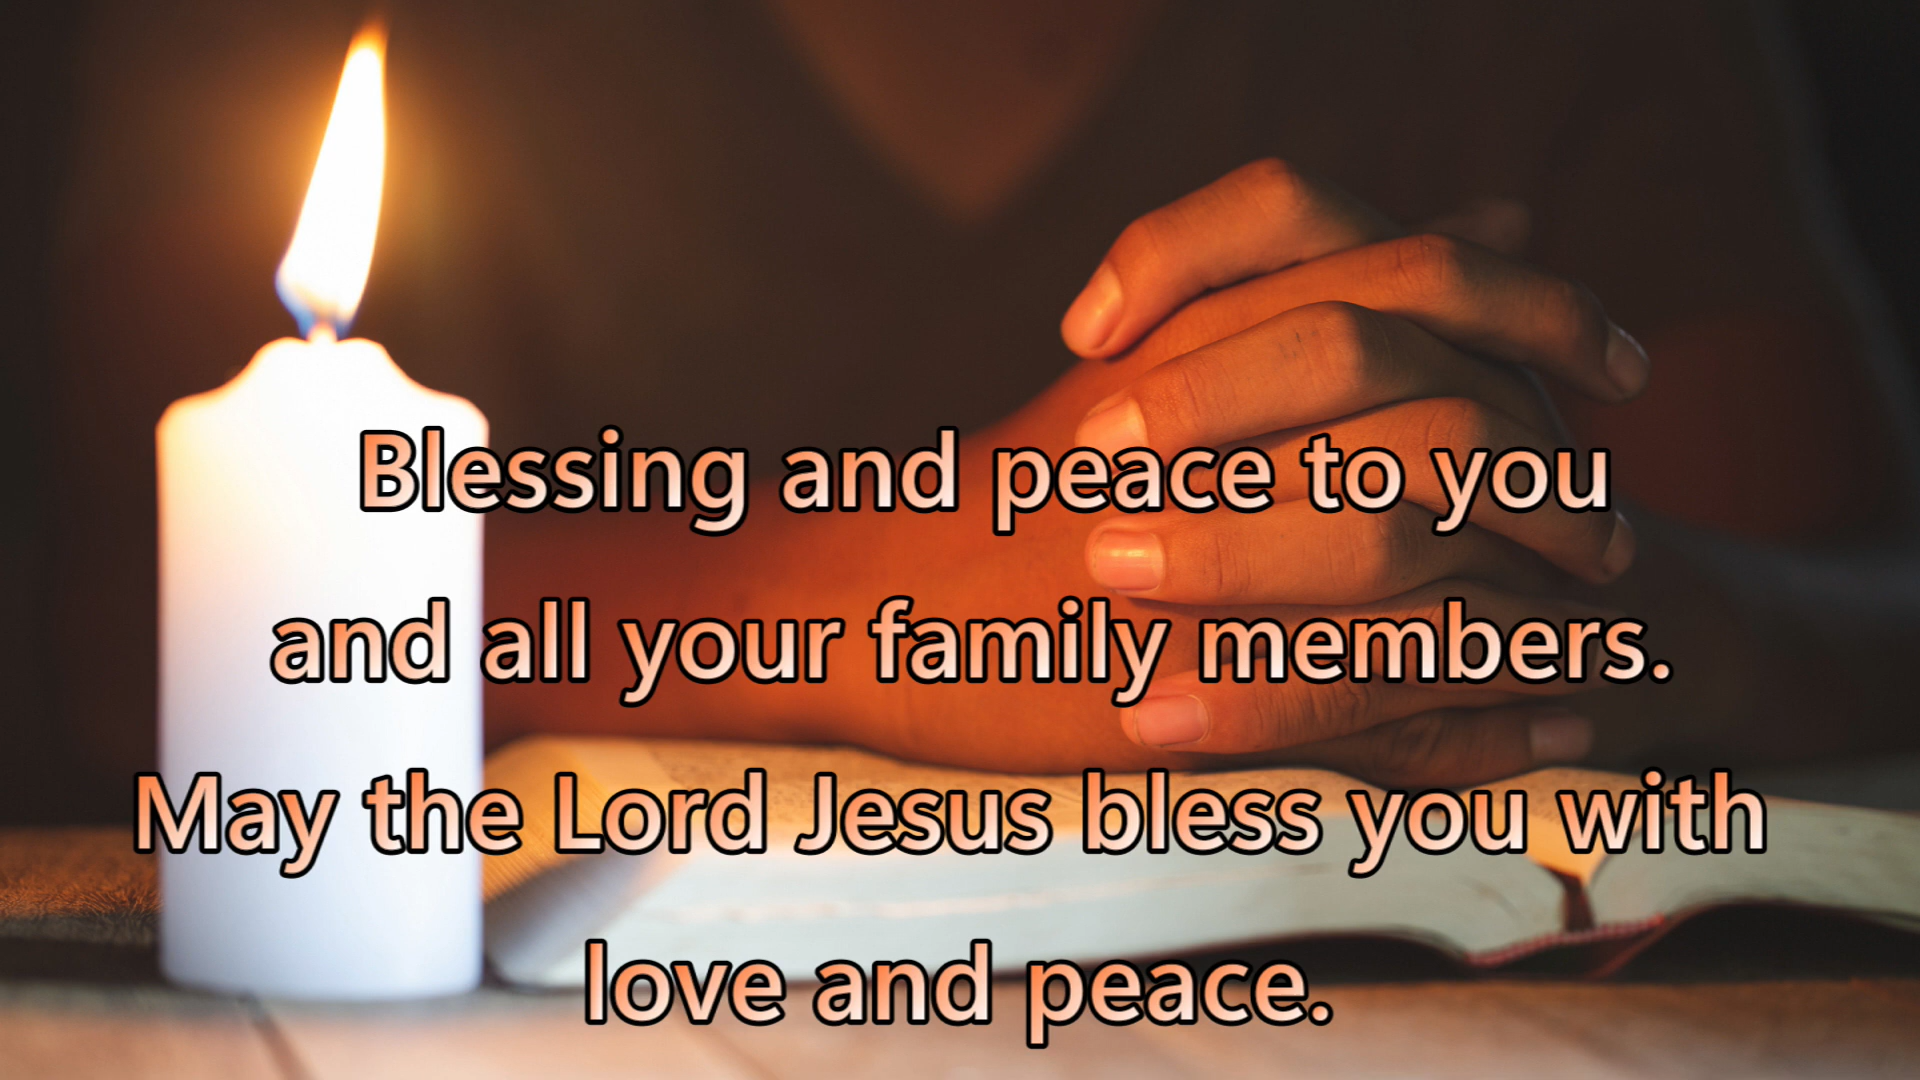 Blessing and peace to you
and all your family members.
May the Lord Jesus bless you with
love and peace.